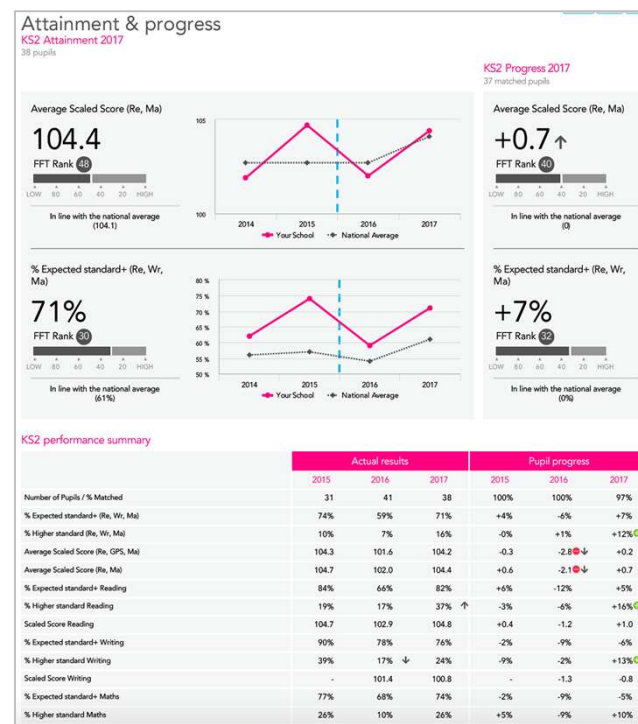 Attainment & progress
KS2 Attainment 2017
38 pupils
KS2 Progress 2017
37 matched pupils
Average Scaled Score (Re, Ma)
104.4
FFT Rank 48
LOW 80 60 40 20 HIGH
In line with the national average
(104.1)
105
100
2014 2015 2016 2017
Your School National Average
Average Scaled Score (Re, Ma)
+0.7
FFT Rank 40
LOW 80 60 40 20 HIGH
In line with the national average
(0)
% Expected standard+ (Re, Wr,
Ma)
71%
FFT Rank 30
LOW 80 60 40 20 HIGH
In line with the national average
(61%)
80 %
75 %
70 %
65 %
60 %
55 %
50 %
2014 2015 2016 2017
Your School National Average
% Expected standard+ (Re, Wr,
Ma)
+7%
FFT Rank 32
LOW 80 60 40 20 HIGH
In line with the national average
(0%)
KS2 performance summary
Actual results Pupil progress
2015 2016 2017 2015 2016 2017
Number of Pupils / % Matched 31 41 38 100% 100% 97%
% Expected standard+ (Re, Wr, Ma) 74% 59% 71% +4% -6% +7%
% Higher standard (Re, Wr, Ma) 10% 7% 16% -0% +1% +12%
Average Scaled Score (Re, GPS, Ma) 104.3 101.6 104.2 -0.3 -2.8 +0.2
Average Scaled Score (Re, Ma) 104.7 102.0 104.4 +0.6 -2.1 +0.7
% Expected standard+ Reading 84% 66% 82% +6% -12% +5%
% Higher standard Reading 19% 17% 37% -3% -6% +16%
Scaled Score Reading 104.7 102.9 104.8 +0.4 -1.2 +1.0
% Expected standard+ Writing 90% 78% 76% -2% -9% -6%
% Higher standard Writing 39% 17% 24% -9% -2% +13%
Scaled Score Writing - 101.4 100.8 - -1.3 -0.8
% Expected standard+ Maths 77% 68% 74% -2% -9% -5%
% Higher standard Maths 26% 10% 26% +5% -9% +10%